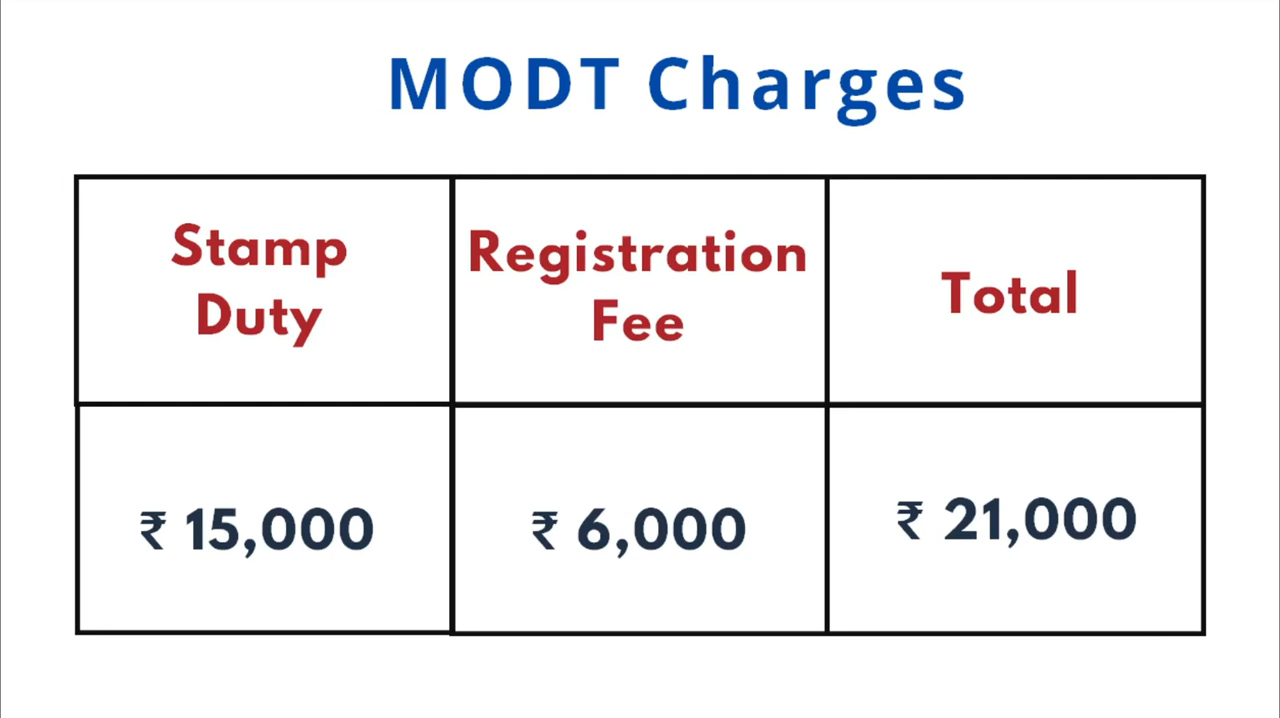 MODT Charges
Stamp
Duty
Registration
Fee
Total
₹ 15,000
₹ 6,000
₹ 21,000